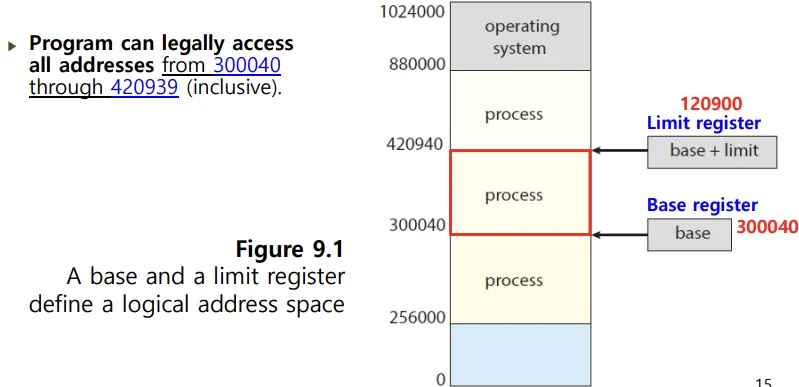 ▶ Program can legally access
all addresses from 300040
through 420939 (inclusive).
Figure 9.1
A base and a limit register
define a logical address space
1024000
operating
system
880000
process
420940
process
300040
process
256000
0
120900
Limit register
base + limit
Base register
base
300040
15